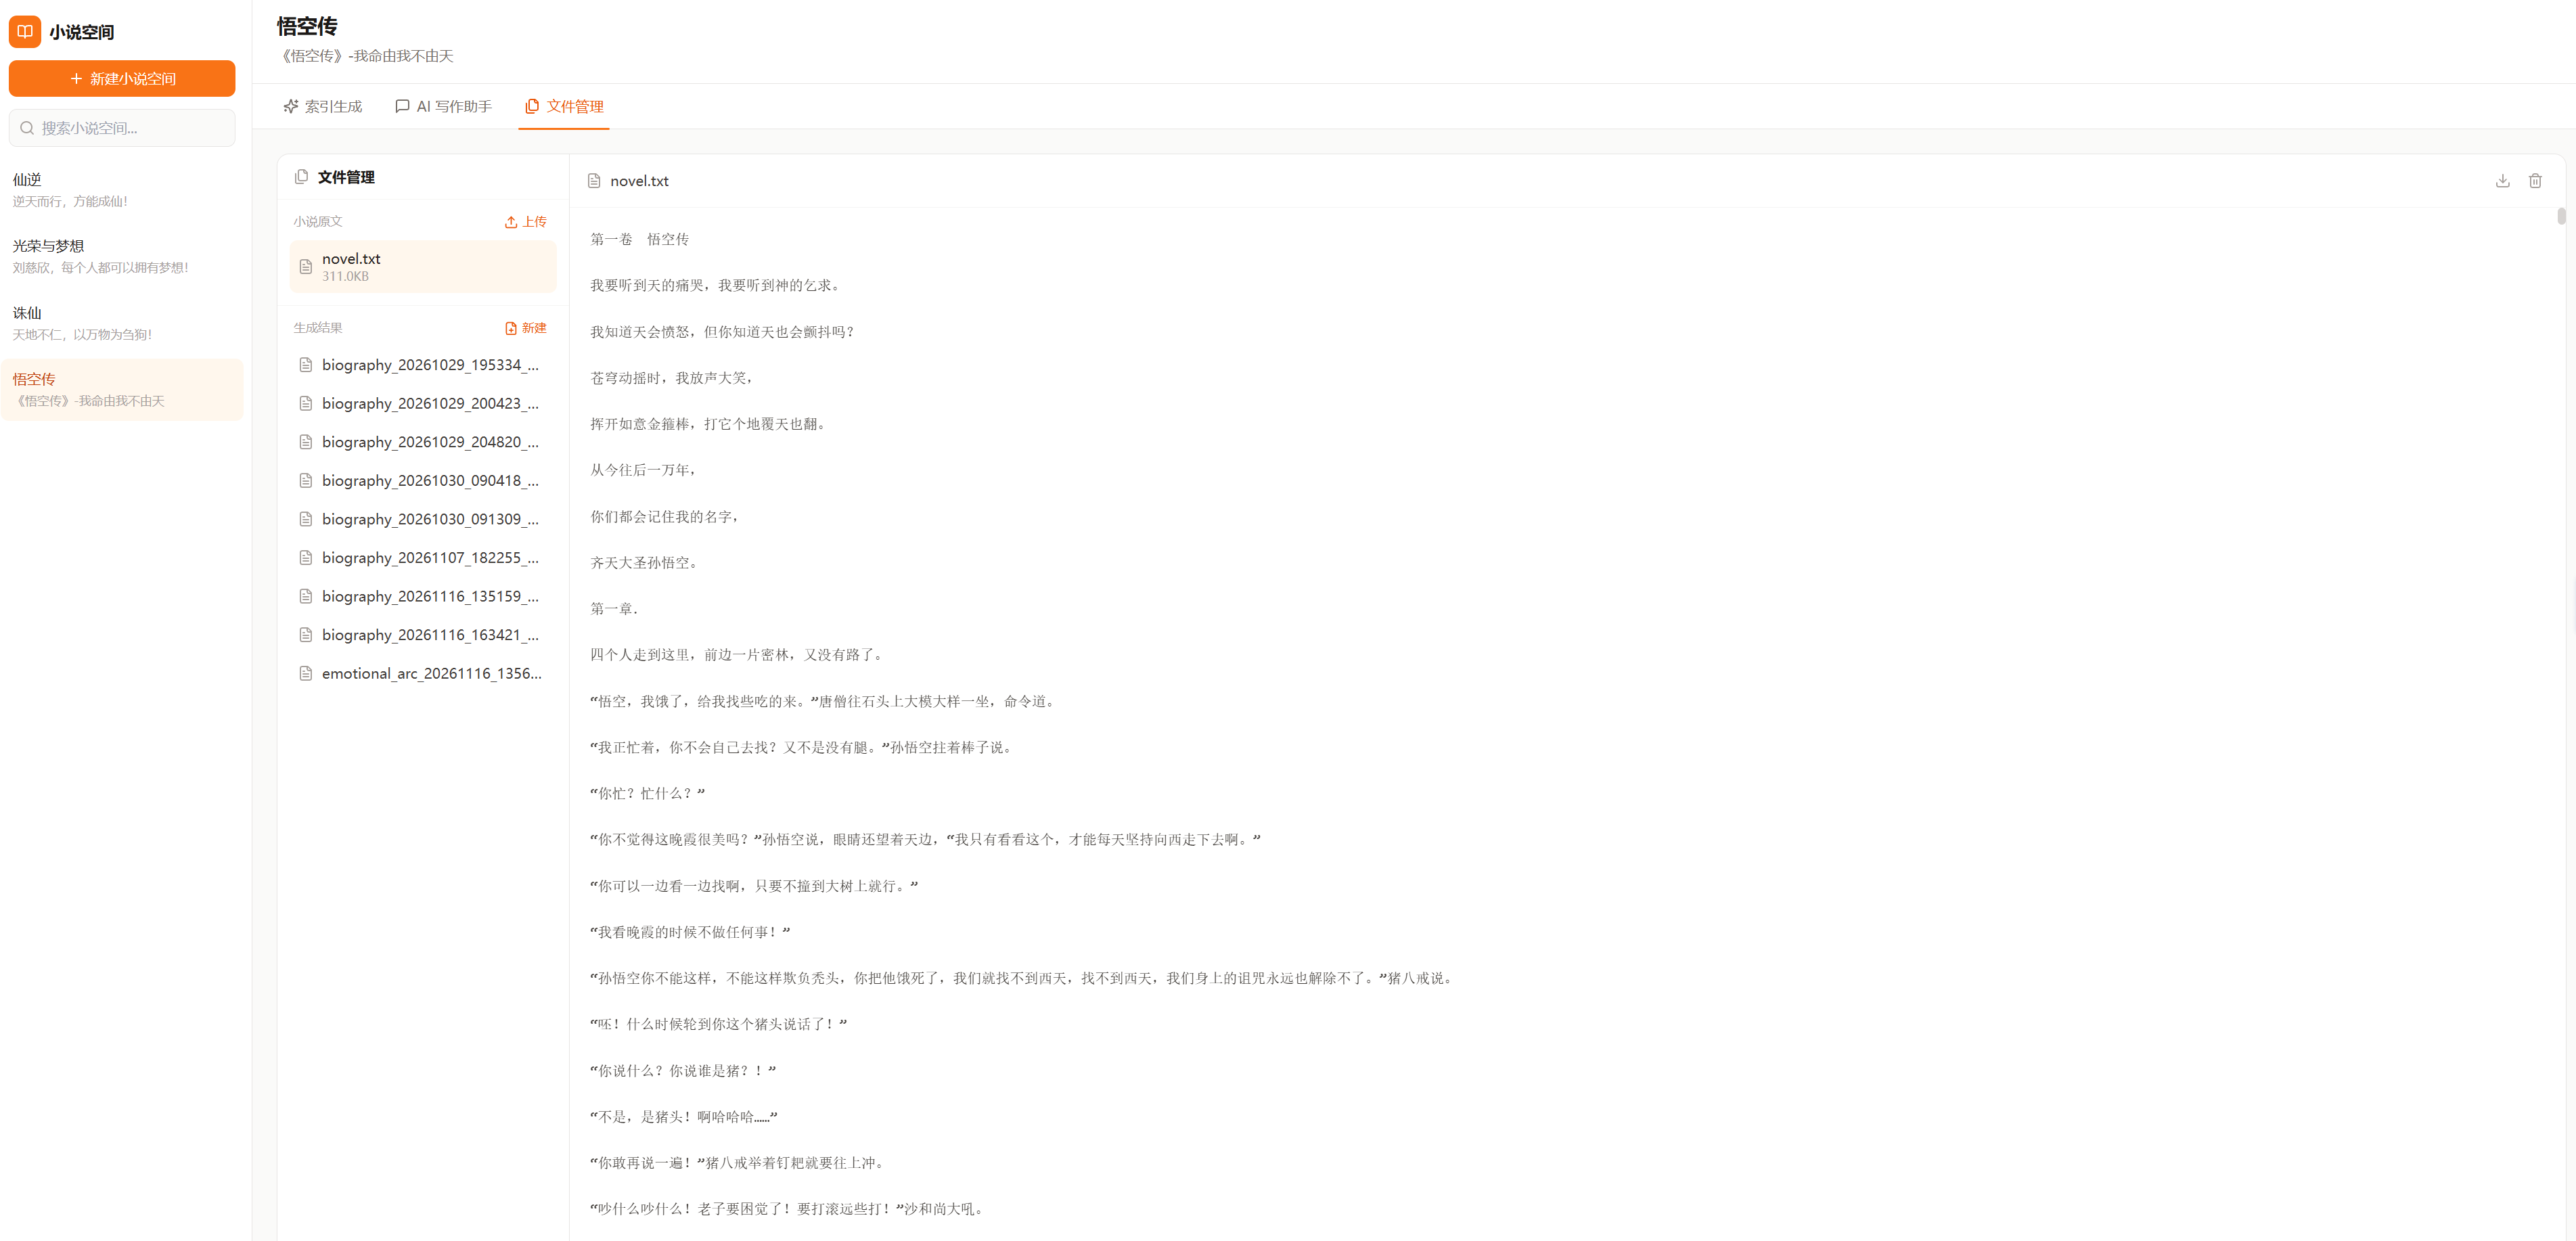 小说空间
+ 新建小说空间
搜索小说空间...
仙逆
逆天而行，方能成仙！
光荣与梦想
刘慈欣，每个人都可以拥有梦想！
诛仙
天地不仁，以万物为刍狗！
悟空传
《悟空传》-我命由我不由天
悟空传
《悟空传》-我命由我不由天
索引生成
AI 写作助手
文件管理
文件管理
小说原文
上传
novel.txt
311.0KB
生成结果
新建
biography_20261029_195334_...
biography_20261029_200423_...
biography_20261029_204820_...
biography_20261030_090418_...
biography_20261030_091309_...
biography_20261107_182255_...
biography_20261116_135159_...
biography_20261116_163421_...
emotional_arc_20261116_1356...
novel.txt
第一卷　悟空传
我要听到天的痛哭，我要听到神的乞求。
我知道天会愤怒，但你知道天也会颤抖吗？
苍穹动摇时，我放声大笑，
挥开如意金箍棒，打它个地覆天也翻。
从今往后一万年，
你们都会记住我的名字，
齐天大圣孙悟空。
第一章.
四个人走到这里，前边一片密林，又没有路了。
“悟空，我饿了，给我找些吃的来。”唐僧往石头上大模大样一坐，命令道。
“我正忙着，你不会自己去找？又不是没有腿。”孙悟空拄着棒子说。
“你忙？忙什么？”
“你不觉得这晚霞很美吗？”孙悟空说，眼睛还望着天边，“我只有看看这个，才能每天坚持向西走下去啊。”
“你可以一边看一边找啊，只要不撞到大树上就行。”
“我看晚霞的时候不做任何事！”
“孙悟空你不能这样，不能这样欺负秃头，你把他饿死了，我们就找不到西天，找不到西天，我们身上的诅咒永远也解除不了。”猪八戒说。
“呸！什么时候轮到你这个猪头说话了！”
“你说什么？你说谁是猪？！”
“不是，是猪头！啊哈哈哈……”
“你敢再说一遍！”猪八戒举着钉耙就要往上冲。
“吵什么吵什么！老子要困觉了！要打滚远些打！”沙和尚大吼。